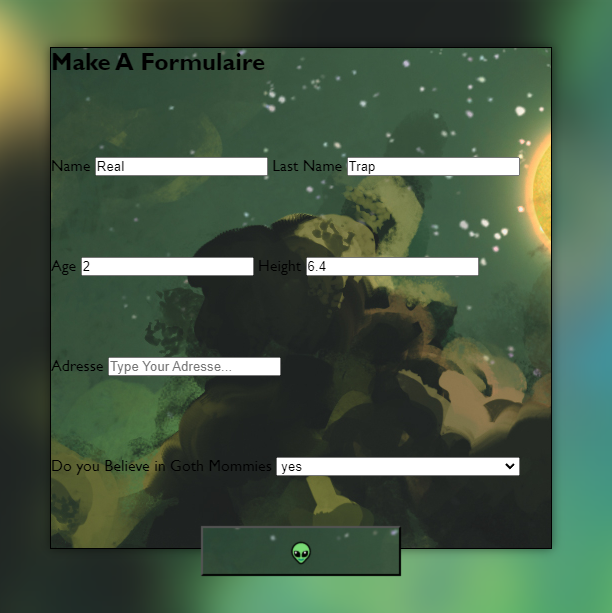 Make A Formulaire
Name Real Last Name Trap
Age 2 Height 6.4
Adresse Type Your Adresse...
Do you Believe in Goth Mommies yes